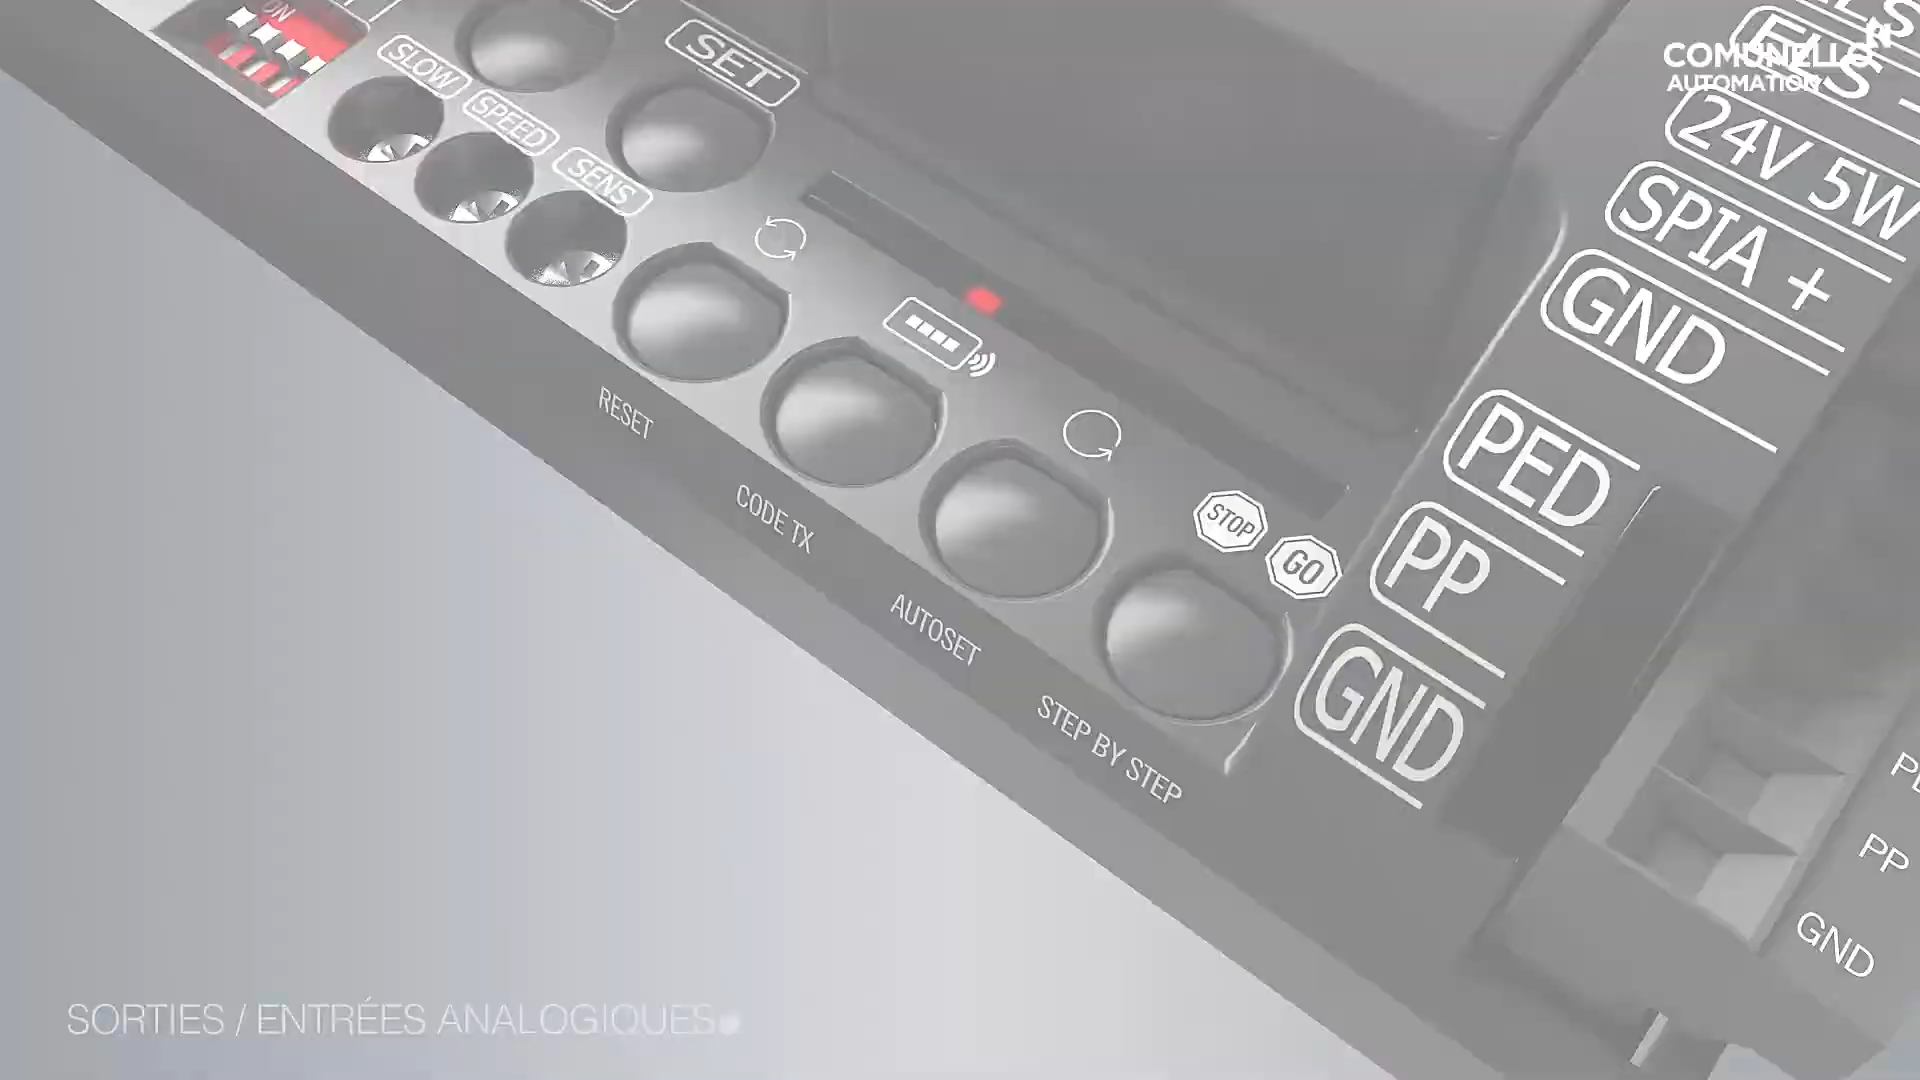 ON
SLOW
SPEED
SENS
SET
RESET
CODE TX
AUTOSET
STEP BY STEP
STOP
GO
COMUNELLO
AUTOMATION
24V 5W
SPIA +
GND
PED
PP
GND
PP
GND
SORTIES / ENTRÉES ANALOGIQUES